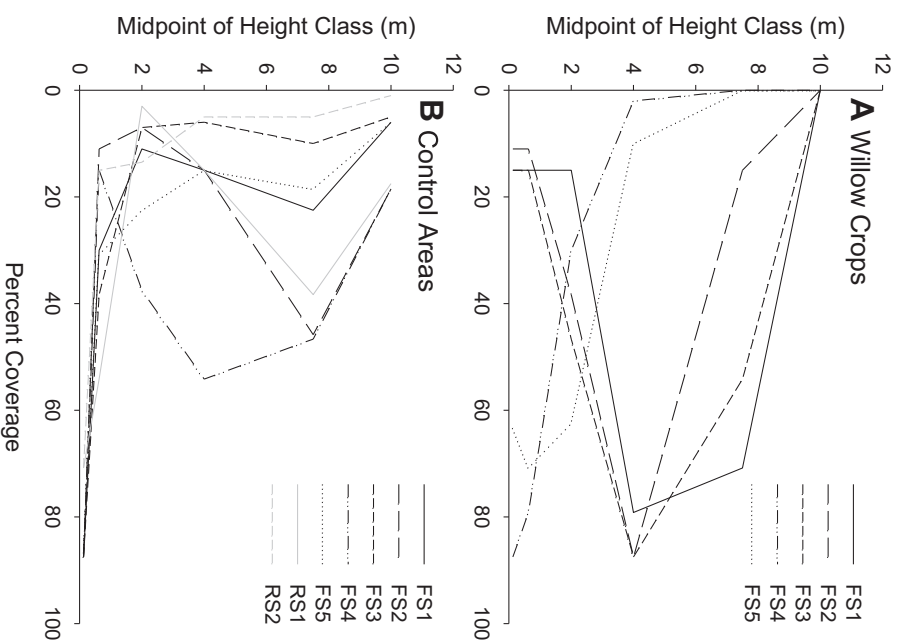 Midpoint of Height Class (m)
0 2 4 6 8 10 12
A Willow Crops
FS1
FS2
FS3
FS4
FS5
Midpoint of Height Class (m)
0 2 4 6 8 10 12
B Control Areas
FS1
FS2
FS3
FS4
FS5
RS1
RS2
0 20 40 60 80 100
Percent Coverage